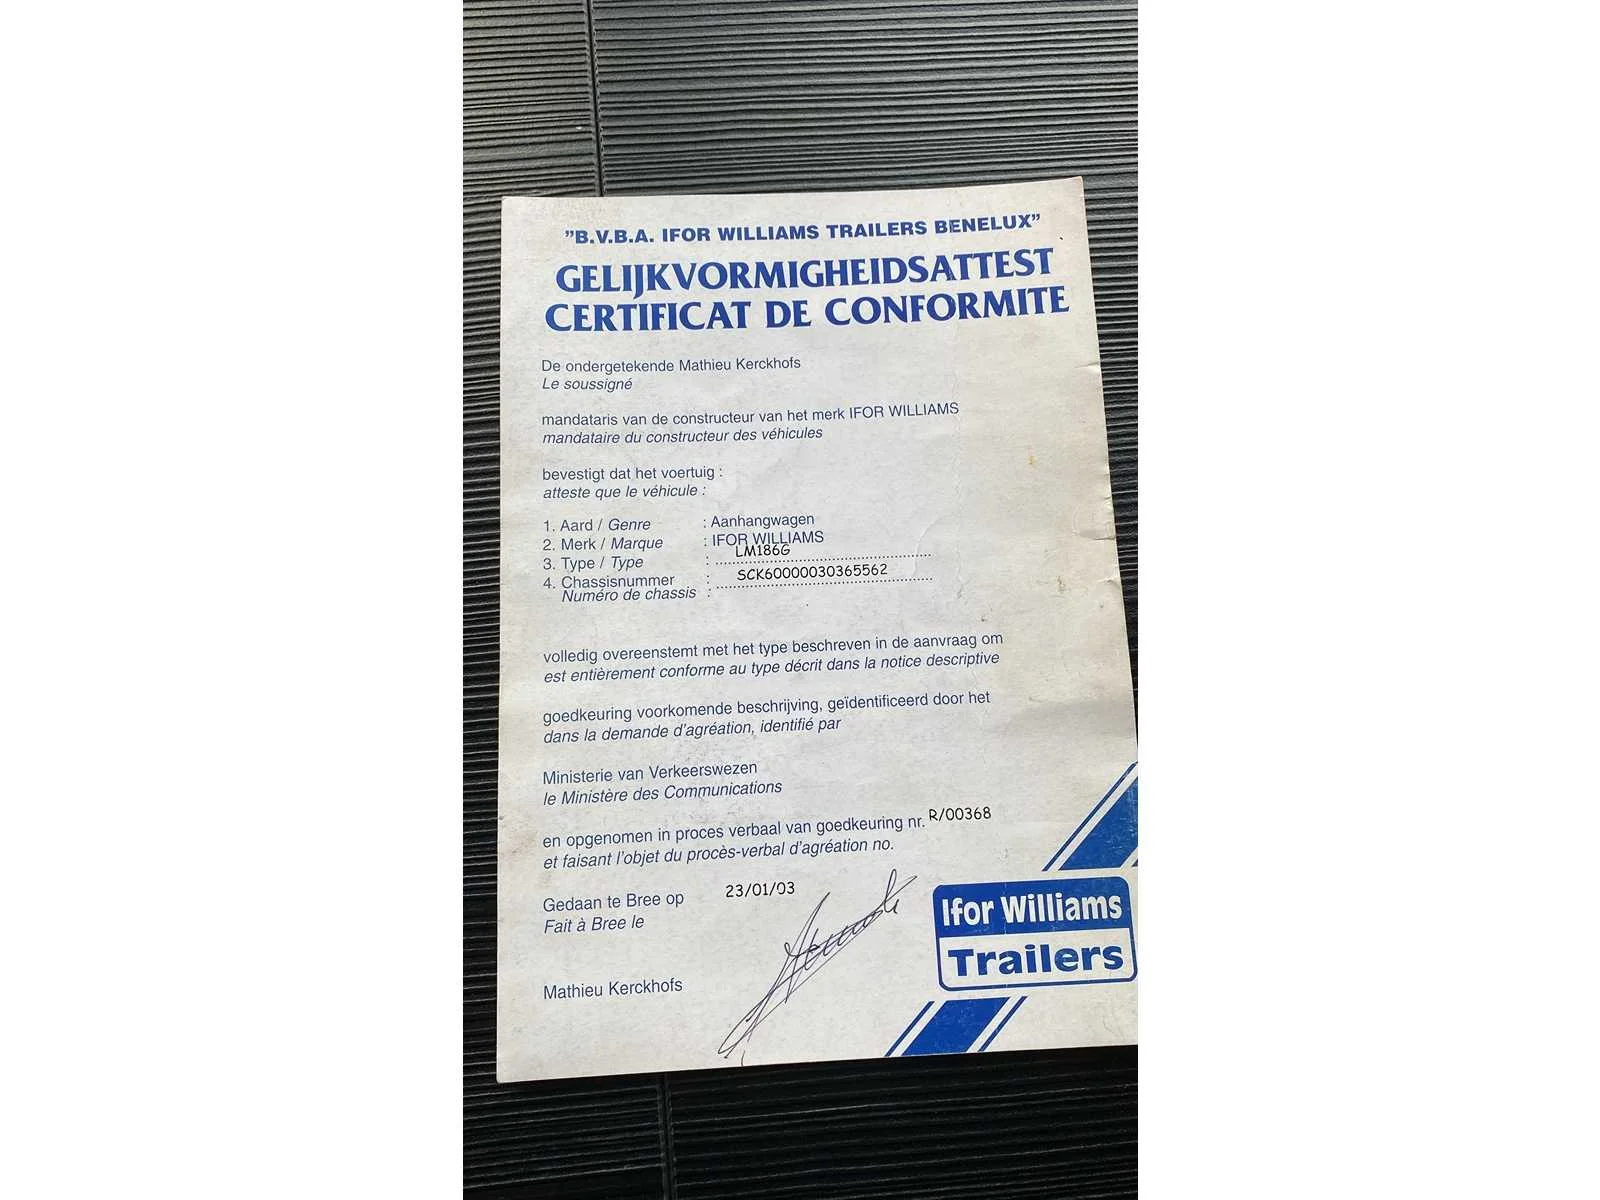 "B.V.B.A. IFOR WILLIAMS TRAILERS BENELUX"
GELIJKVORMIGHEIDSATTEST
CERTIFICAT DE CONFORMITE
De ondergetekende Mathieu Kerckhofs
Le soussigné
mandataris van de constructeur van het merk IFOR WILLIAMS
mandataire du constructeur des véhicules
bevestigt dat het voertuig :
atteste que le véhicule :
1. Aard / Genre : Aanhangwagen
2. Merk / Marque : IFOR WILLIAMS
3. Type / Type : LM186G
4. Chassisnummer : SCK60000030365562
Numéro de chassis :
volledig overeenstemt met het type beschreven in de aanvraag om
est entièrement conforme au type décrit dans la notice descriptive
goedkeuring voorkomende beschrijving, geïdentificeerd door het
dans la demande d'agréation, identifié par
Ministerie van Verkeerswezen
le Ministère des Communications
en opgenomen in proces verbaal van goedkeuring nr. R/00368
et faisant l'objet du procès-verbal d'agréation no.
Gedaan te Bree op 23/01/03
Fait à Bree le
Mathieu Kerckhofs
Ifor Williams
Trailers